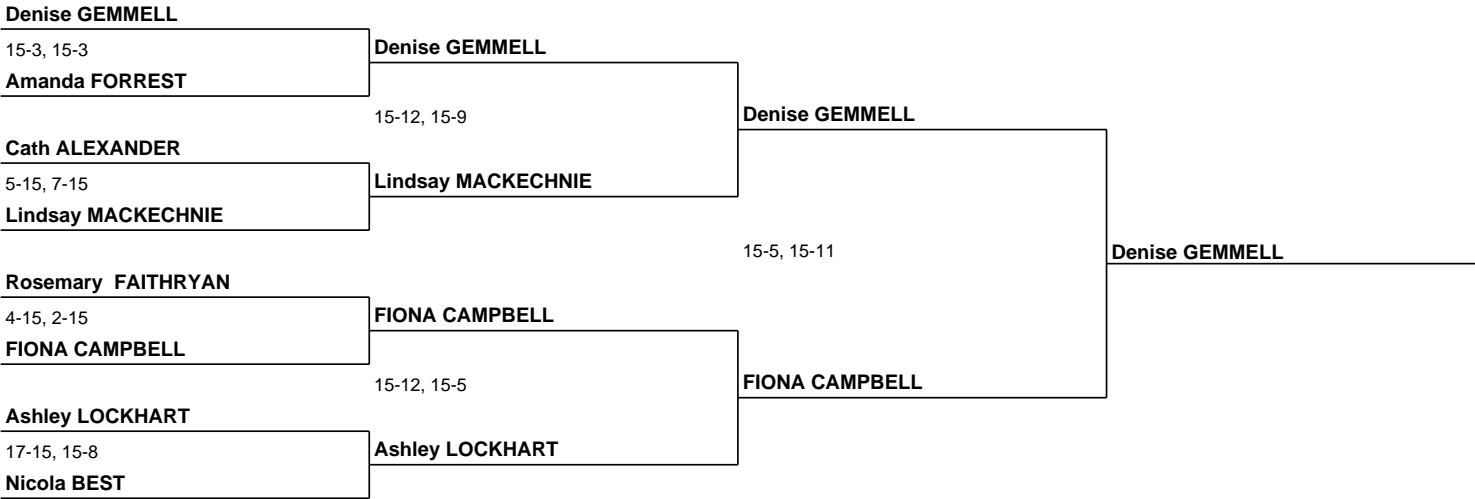 Denise GEMMELL
15-3, 15-3
Denise GEMMELL
Amanda FORREST
15-12, 15-9
Denise GEMMELL
Cath ALEXANDER
5-15, 7-15
Lindsay MACKECHNIE
Lindsay MACKECHNIE
15-5, 15-11
Denise GEMMELL
Rosemary  FAITHRYAN
4-15, 2-15
FIONA CAMPBELL
FIONA CAMPBELL
15-12, 15-5
FIONA CAMPBELL
Ashley LOCKHART
17-15, 15-8
Ashley LOCKHART
Nicola BEST